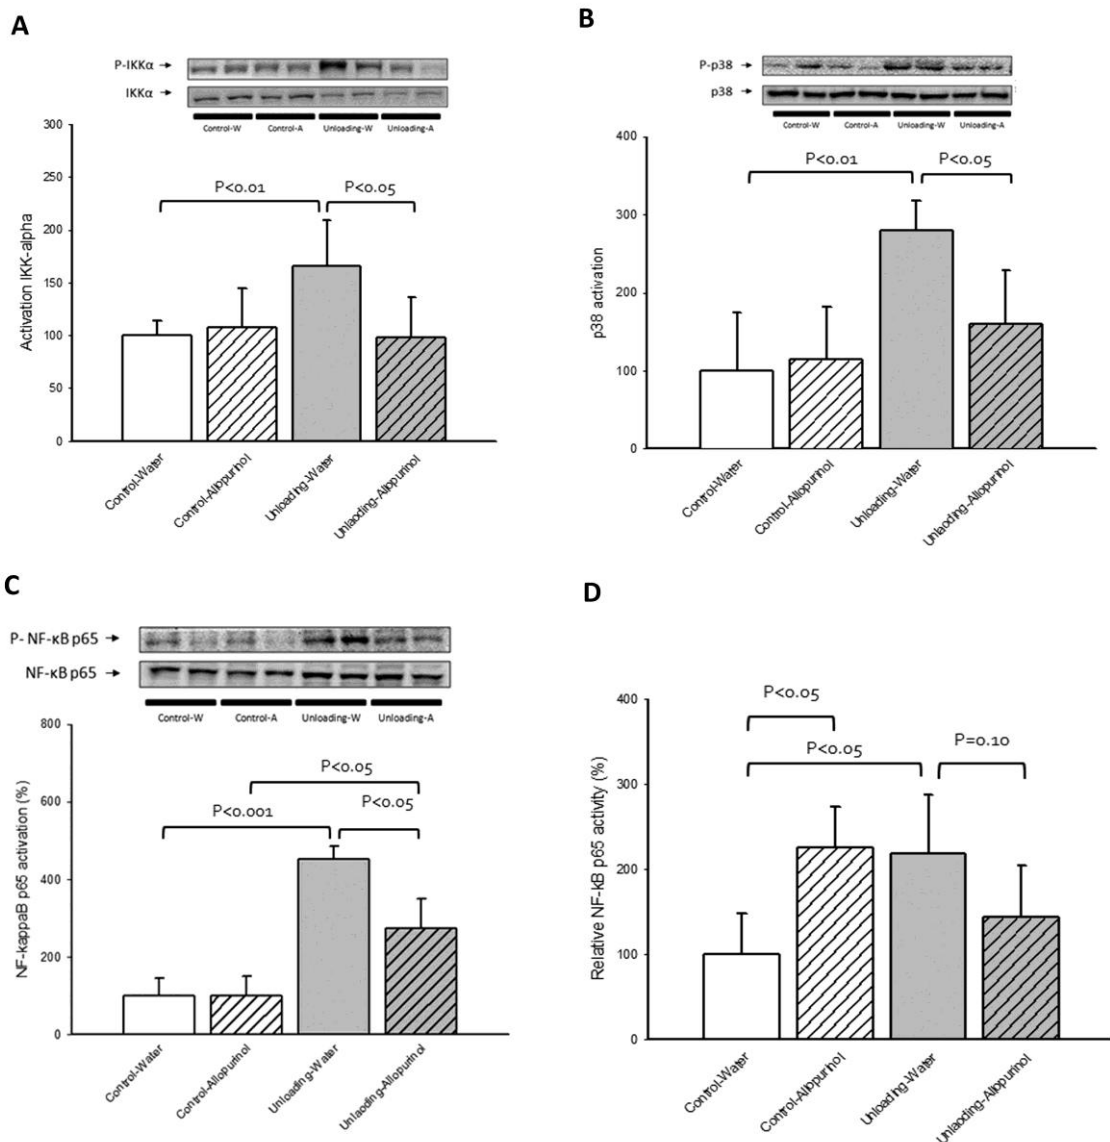 A
P-IKKα
IKKα
Control-W Control-A Unloading-W Unloading-A
300
250
200
150
100
50
0
Activation IKK-alpha
P<0.01
P<0.05
Control-Water
Control-Allopurinol
Unloading-Water
Unlaoding-Allopurinol
B
P-p38
p38
Control-W Control-A Unloading-W Unloading-A
400
300
200
100
0
p38 activation
P<0.01
P<0.05
Control-Water
Control-Allopurinol
Unloading-Water
Unlaoding-Allopurinol
C
P- NF-κB p65
NF-κB p65
Control-W Control-A Unloading-W Unloading-A
800
600
400
200
0
NF-kappaB p65 activation (%)
P<0.05
P<0.001
P<0.05
Control-Water
Control-Allopurinol
Unloading-Water
Unlaoding-Allopurinol
D
400
300
200
100
0
Relative NF-kB p65 activity (%)
P<0.05
P<0.05
P=0.10
Control-Water
Control-Allopurinol
Unloading-Water
Unlaoding-Allopurinol